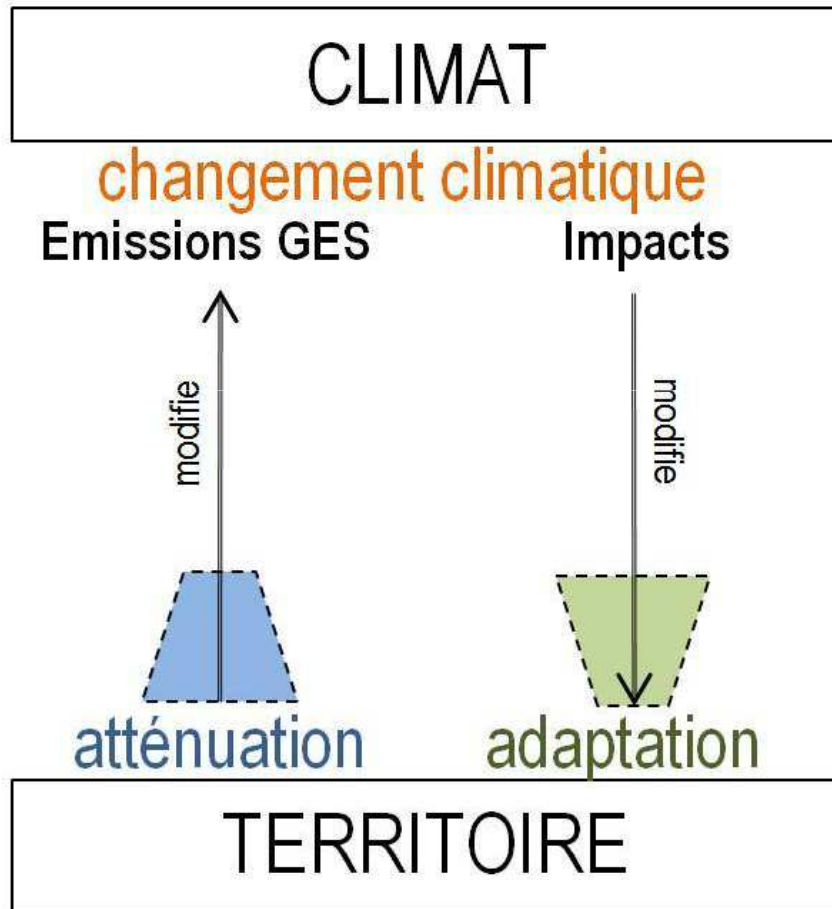 CLIMAT
changement climatique
Emissions GES
Impacts
modifie
modifie
atténuation
adaptation
TERRITOIRE